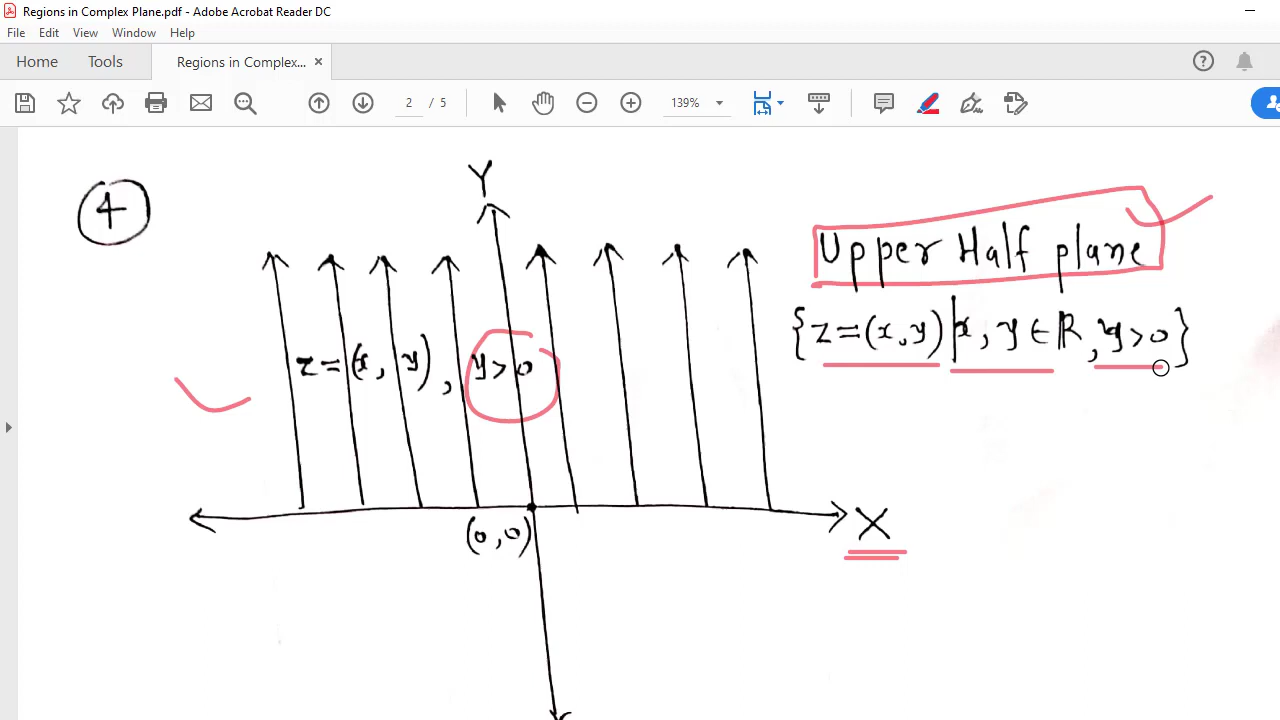 Regions in Complex Plane.pdf - Adobe Acrobat Reader DC
File Edit View Window Help
Home Tools Regions in Complex... ×
2 / 5 139%
4
Y
Upper Half plane
{z=(x,y)|x,y∈ℝ,y>0}
z=(x,y),y>0
(0,0)
X